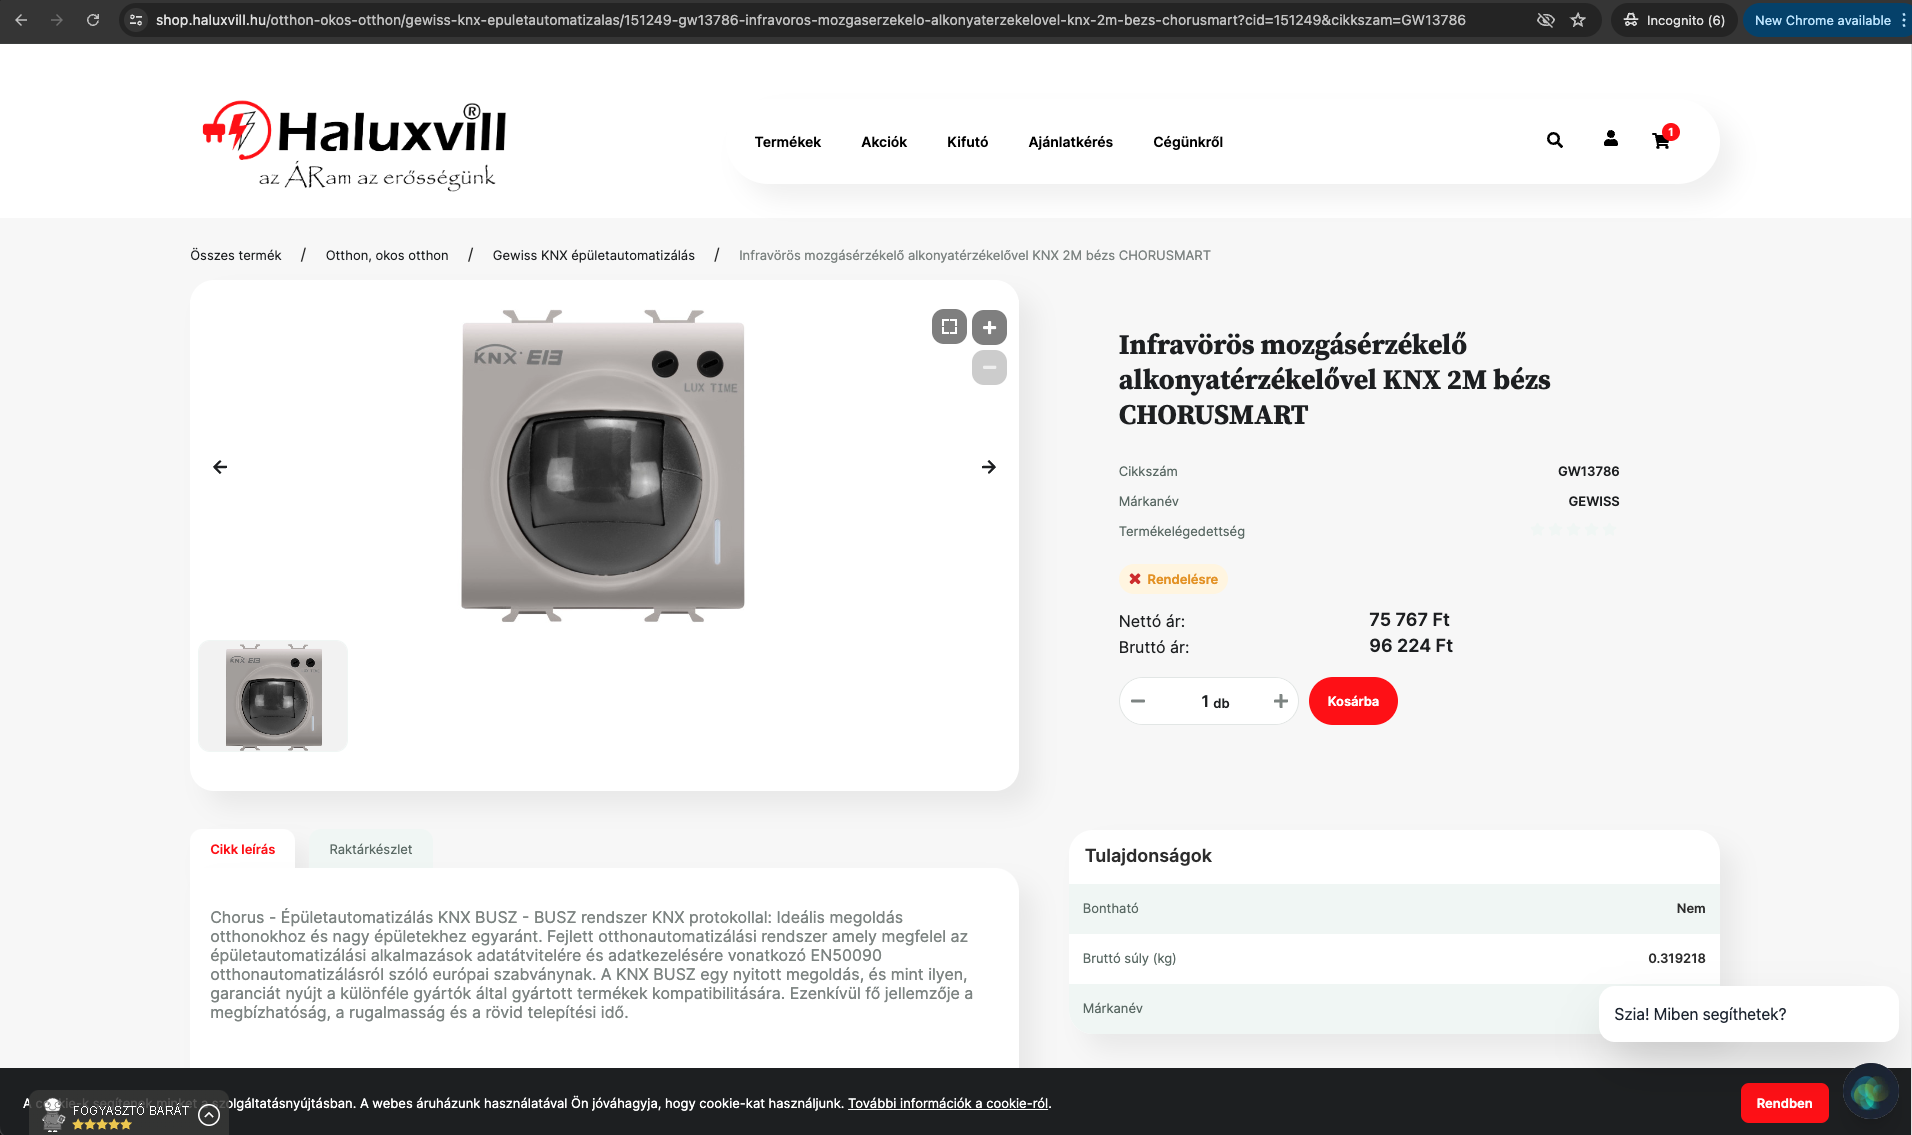 shop.haluxvill.hu/otthon-okos-otthon/gewiss-knx-epuletautomatizalas/151249-gw13786-infravoros-mozgaserzekelo-alkonyaterzekelovel-knx-2m-bezs-chorusmart?cid=151249&cikkszam=GW13786
Incognito (6)
New Chrome available
Haluxvill®
az ÁRam az erősségünk
Termékek
Akciók
Kifutó
Ajánlatkérés
Cégünkről
1
Összes termék / Otthon, okos otthon / Gewiss KNX épületautomatizálás / Infravörös mozgásérzékelő alkonyatérzékelővel KNX 2M bézs CHORUSMART
KNX EIB
LUX TIME
Infravörös mozgásérzékelő
alkonyatérzékelővel KNX 2M bézs
CHORUSMART
Cikkszám GW13786
Márkanév GEWISS
Termékelégedettség
Rendelésre
Nettó ár: 75 767 Ft
Bruttó ár: 96 224 Ft
1 db
Kosárba
KNX EIB
Cikk leírás
Raktárkészlet
Chorus - Épületautomatizálás KNX BUSZ - BUSZ rendszer KNX protokollal: Ideális megoldás
otthonokhoz és nagy épületekhez egyaránt. Fejlett otthonautomatizálási rendszer amely megfelel az
épületautomatizálási alkalmazások adatátvitelére és adatkezelésére vonatkozó EN50090
otthonautomatizálásról szóló európai szabványnak. A KNX BUSZ egy nyitott megoldás, és mint ilyen,
garanciát nyújt a különféle gyártók által gyártott termékek kompatibilitására. Ezenkívül fő jellemzője a
megbízhatóság, a rugalmasság és a rövid telepítési idő.
Tulajdonságok
Bontható Nem
Bruttó súly (kg) 0.319218
Márkanév
Szia! Miben segíthetek?
A cookie-k segítenek minket a szolgáltatásnyújtásban. A webes áruházunk használatával Ön jóváhagyja, hogy cookie-kat használjunk. További információk a cookie-ról.
FOGYASZTÓ BARÁT
Rendben